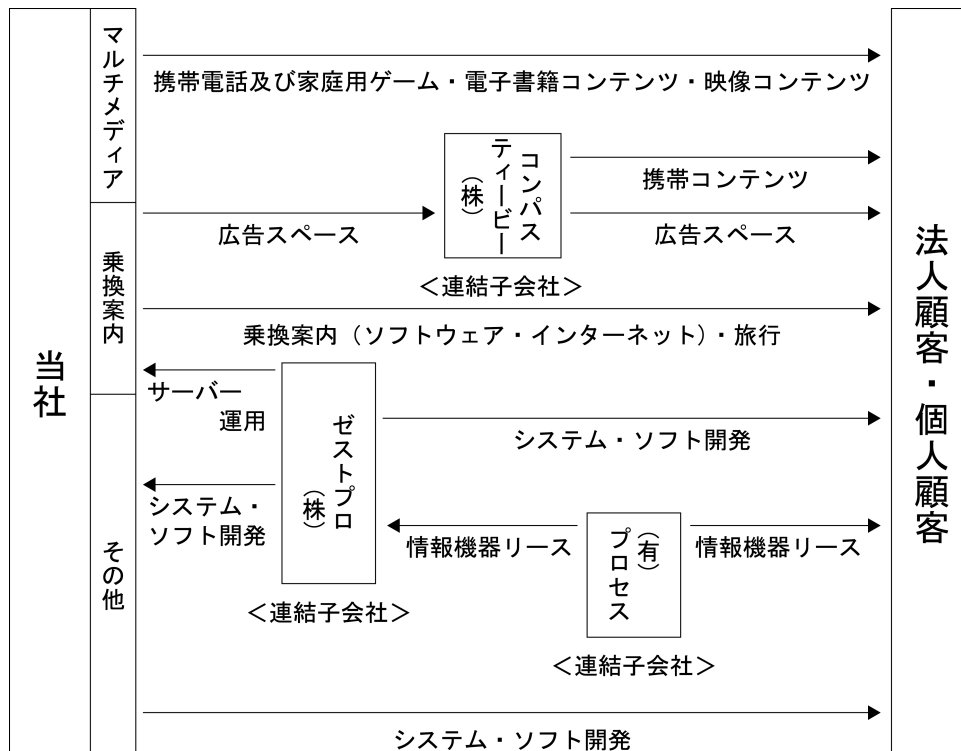 当社
マルチメディア
乗換案内
その他
携帯電話及び家庭用ゲーム・電子書籍コンテンツ・映像コンテンツ
コンパス
ティービー
（株）
＜連結子会社＞
携帯コンテンツ
広告スペース
広告スペース
乗換案内（ソフトウェア・インターネット）・旅行
サーバー
運用
ゼストプロ
（株）
＜連結子会社＞
システム・ソフト開発
システム・
ソフト開発
情報機器リース
（有）
プロセス
＜連結子会社＞
情報機器リース
システム・ソフト開発
法人顧客・個人顧客